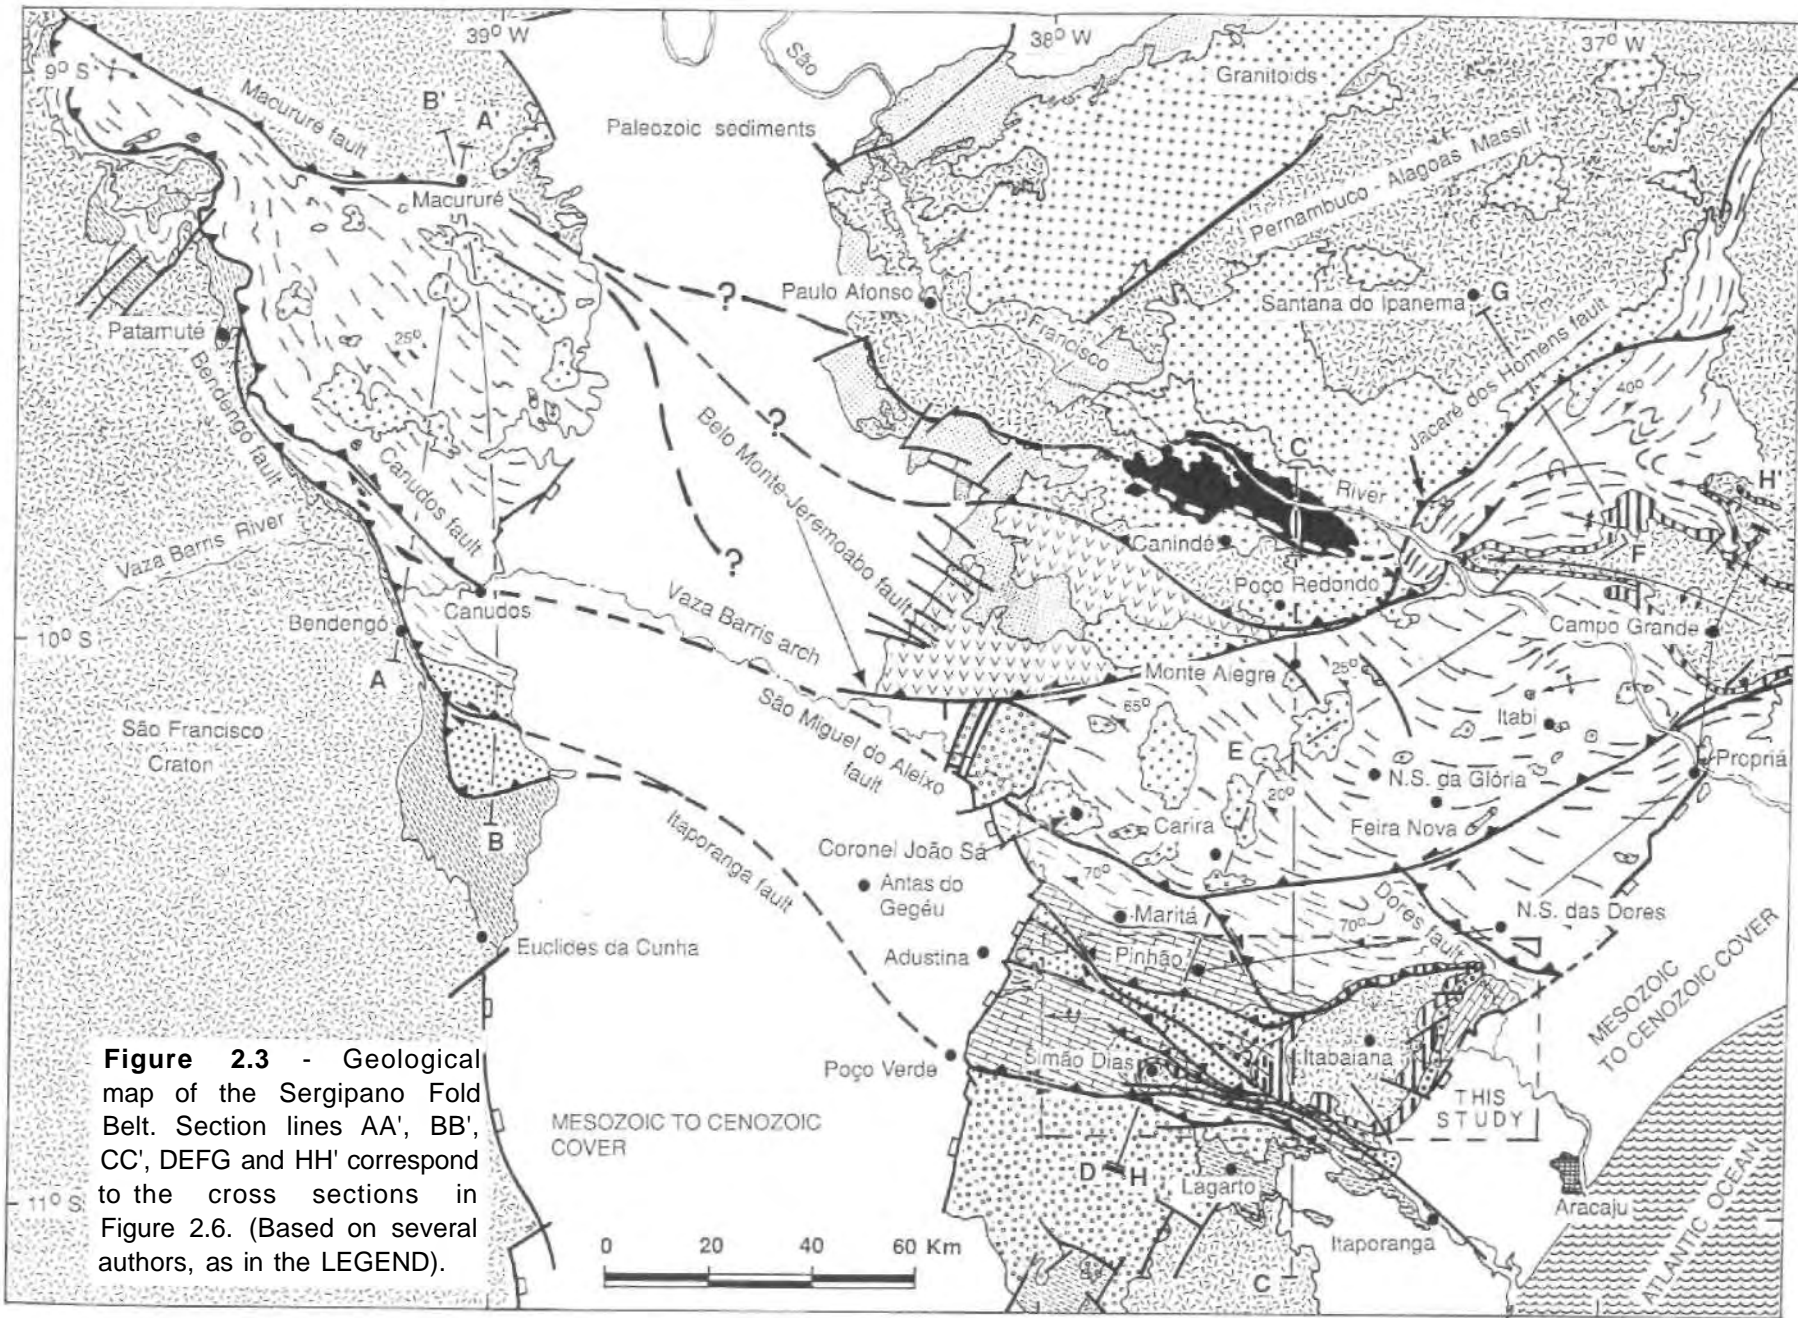 39° W
38° W
37° W
9° S
10° S
11° S
Macururé fault
B'
A'
Macururé
São
Paleozoic sediments
Granitoids
Pernambuco - Alagoas Massif
Patamuté
25°
Bendengó fault
Canudos fault
Vaza Barris River
Canudos
Bendengó
A
São Francisco
Craton
B
Euclides da Cunha
?
?
?
Paulo Afonso
Francisco
Santana do Ipanema
G
Jacaré dos Homens fault
40°
Belo Monte-Jeremoabo fault
C
River
H'
Canindé
F
Poço Redondo
Campo Grande
Vaza Barris arch
Monte Alegre
25°
65°
São Miguel do Aleixo
fault
Itabi
E
Propriá
20°
N.S. da Glória
Itaporanga fault
Carira
Feira Nova
Coronel João Sá
Antas do
Gegéu
70°
Maritá
Dores fault
N.S. das Dores
70°
Adustina
Pinhão
MESOZOIC
TO CENOZOIC COVER
Poço Verde
Simão Dias
Itabaiana
THIS
STUDY
MESOZOIC TO CENOZOIC
COVER
D
H
Lagarto
Aracaju
Itaporanga
C
ATLANTIC OCEAN
0 20 40 60 Km
Figure 2.3 - Geological
map of the Sergipano Fold
Belt. Section lines AA', BB',
CC', DEFG and HH' correspond
to the cross sections in
Figure 2.6. (Based on several
authors, as in the LEGEND).